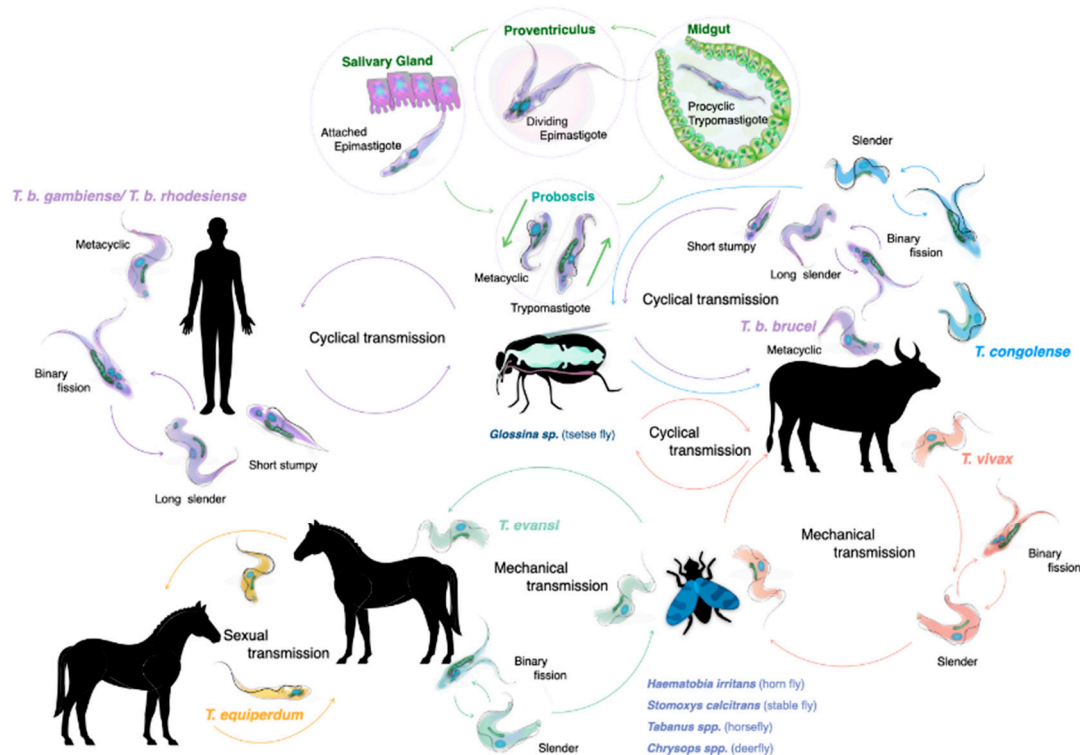 Proventriculus
Midgut
Salivary Gland
Attached
Epimastigote
Dividing
Epimastigote
Procyclic
Trypomastigote
Slender
T. b. gambiense/ T. b. rhodesiense
Metacyclic
Proboscis
Metacyclic
Trypomastigote
Short stumpy
Long slender
Binary
fission
Cyclical transmission
Cyclical transmission
T. b. brucei
Metacyclic
T. congolense
Binary
fission
Short stumpy
Long slender
Glossina sp. (tsetse fly)
Cyclical
transmission
T. vivax
T. evansi
Mechanical
transmission
Mechanical
transmission
Binary
fission
Sexual
transmission
T. equiperdum
Binary
fission
Slender
Slender
Haematobia irritans (horn fly)
Stomoxys calcitrans (stable fly)
Tabanus spp. (horsefly)
Chrysops spp. (deerfly)